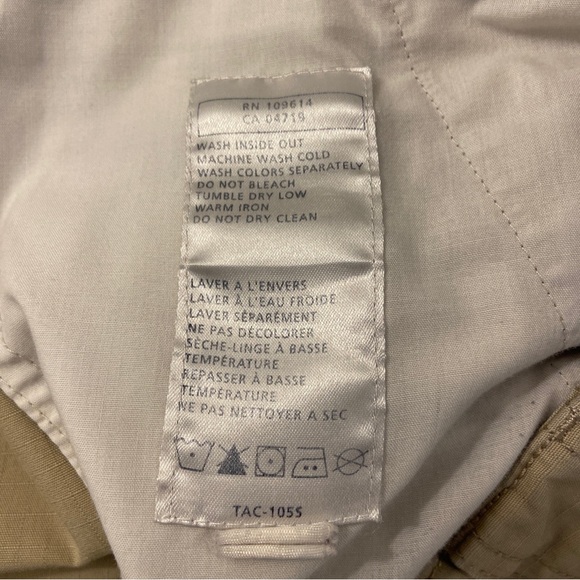 RN 109614
CA 04719
WASH INSIDE OUT
MACHINE WASH COLD
WASH COLORS SEPARATELY
DO NOT BLEACH
TUMBLE DRY LOW
WARM IRON
DO NOT DRY CLEAN
LAVER A L'ENVERS
LAVER À L'EAU FROIDE
LAVER SÉPARÉMENT
NE PAS DÉCOLORER
SÈCHE-LINGE À BASSE
TEMPÉRATURE
REPASSER À BASSE
TEMPÉRATURE
NE PAS NETTOYER A SEC
TAC-105S